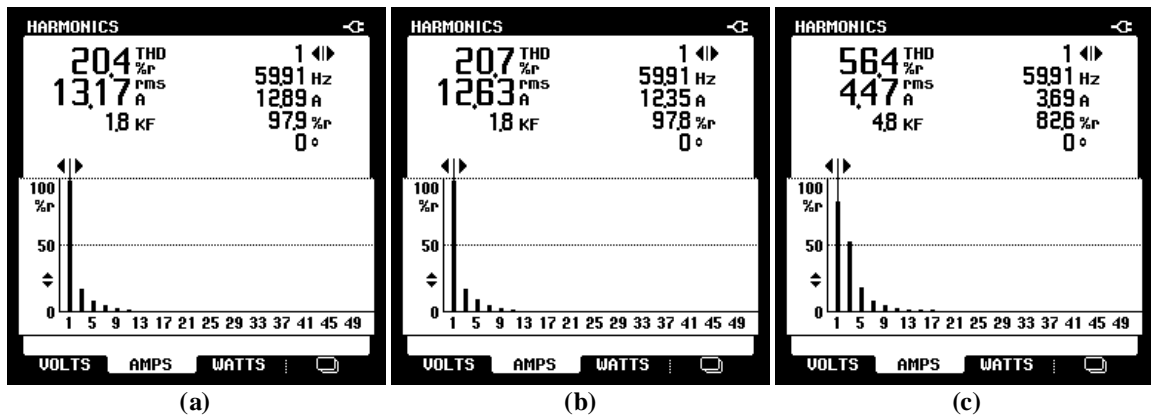 HARMONICS
20.4 THD %r
13.17 rms A
1.8 KF
1
59.91 Hz
12.89 A
97.9 %r
0 °
100
%r
50
0
1 5 9 13 17 21 25 29 33 37 41 45 49
VOLTS AMPS WATTS
(a)
HARMONICS
20.7 THD %r
12.63 rms A
1.8 KF
1
59.91 Hz
12.35 A
97.8 %r
0 °
100
%r
50
0
1 5 9 13 17 21 25 29 33 37 41 45 49
VOLTS AMPS WATTS
(b)
HARMONICS
56.4 THD %r
4.47 rms A
4.8 KF
1
59.91 Hz
3.69 A
82.6 %r
0 °
100
%r
50
0
1 5 9 13 17 21 25 29 33 37 41 45 49
VOLTS AMPS WATTS
(c)